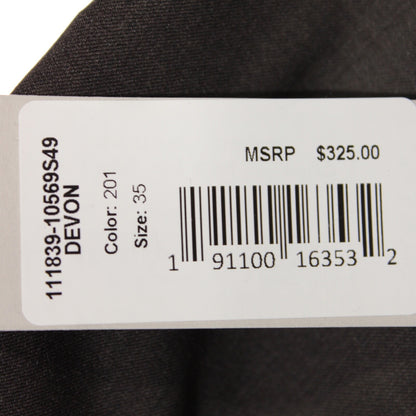 111839-10569S49
DEVON
Color: 201
Size: 35
MSRP $325.00
1 91100 16353 2